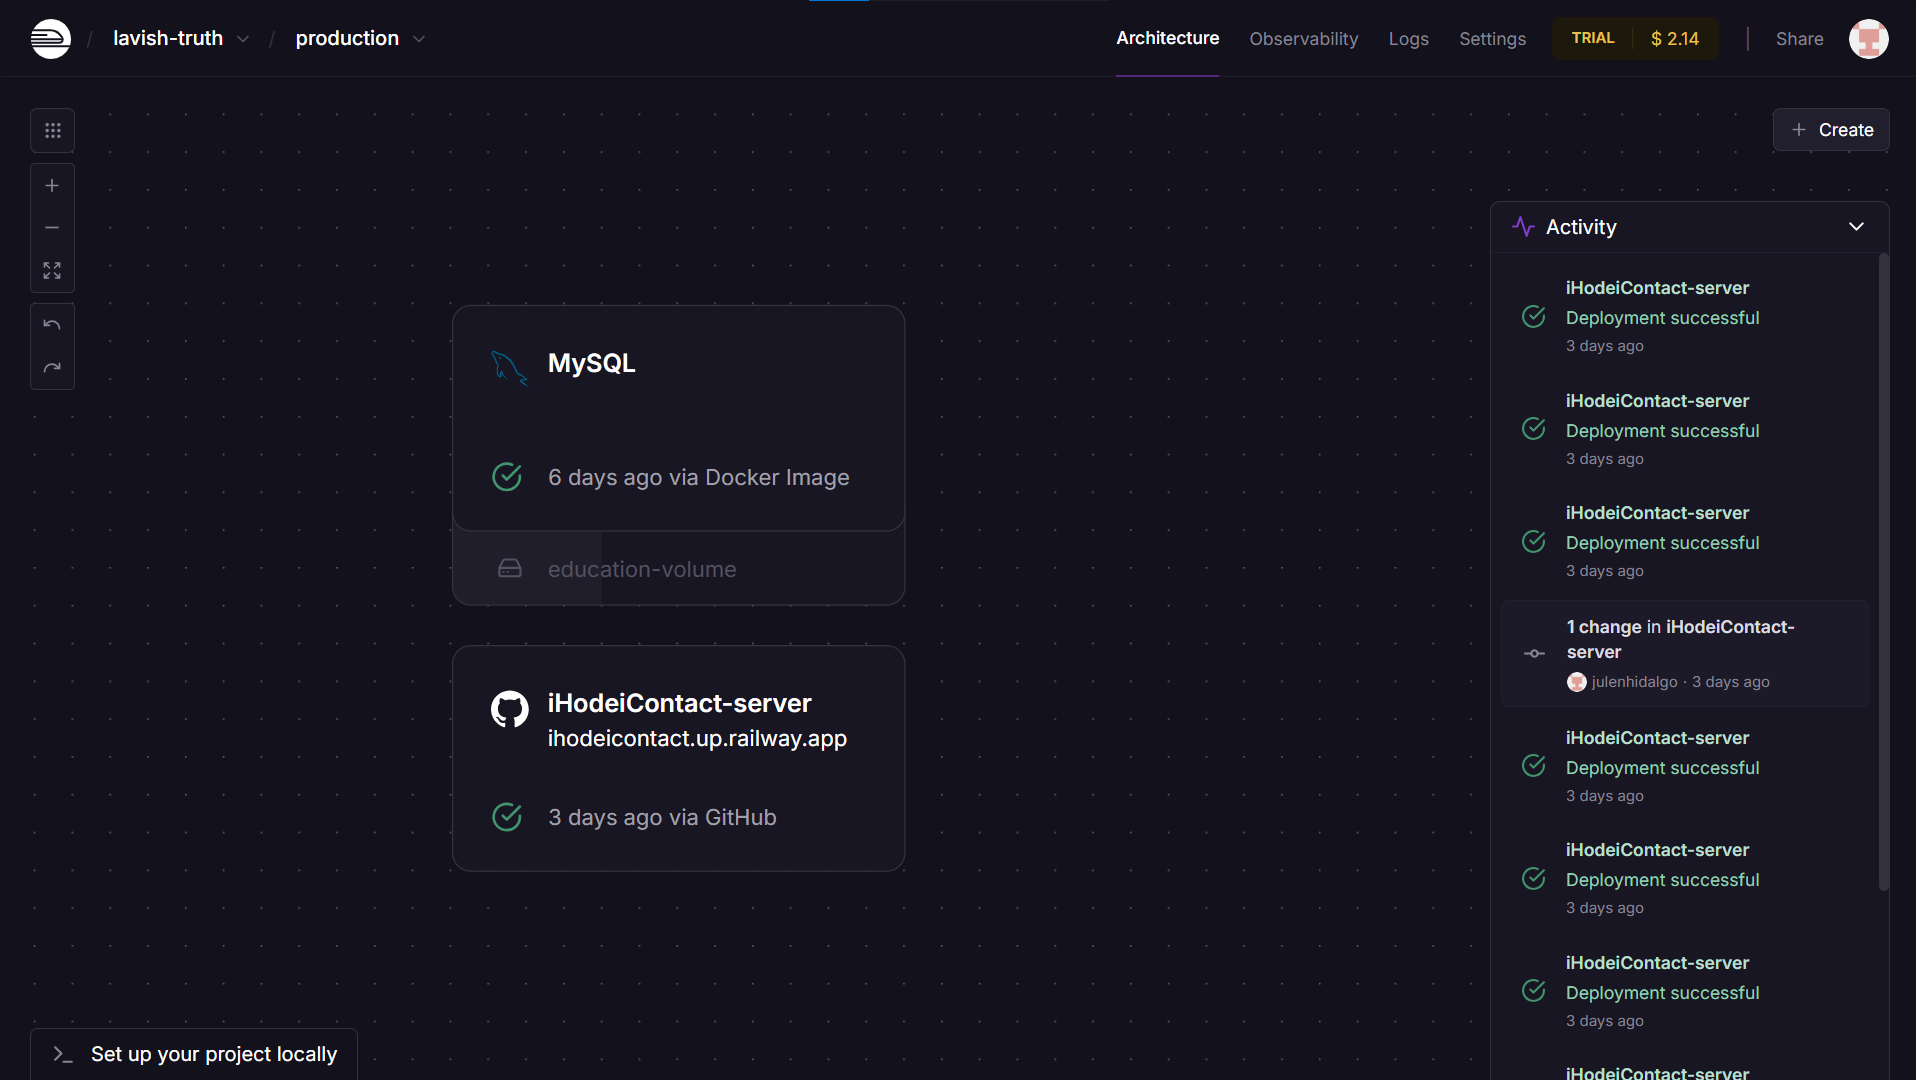 lavish-truth
production
Architecture
Observability
Logs
Settings
TRIAL
$ 2.14
Share
Create
Activity
iHodeiContact-server
Deployment successful
3 days ago
iHodeiContact-server
Deployment successful
3 days ago
iHodeiContact-server
Deployment successful
3 days ago
1 change in iHodeiContact-
server
julenhidalgo · 3 days ago
iHodeiContact-server
Deployment successful
3 days ago
iHodeiContact-server
Deployment successful
3 days ago
iHodeiContact-server
Deployment successful
3 days ago
iHodeiContact-server
MySQL
6 days ago via Docker Image
education-volume
iHodeiContact-server
ihodeicontact.up.railway.app
3 days ago via GitHub
Set up your project locally